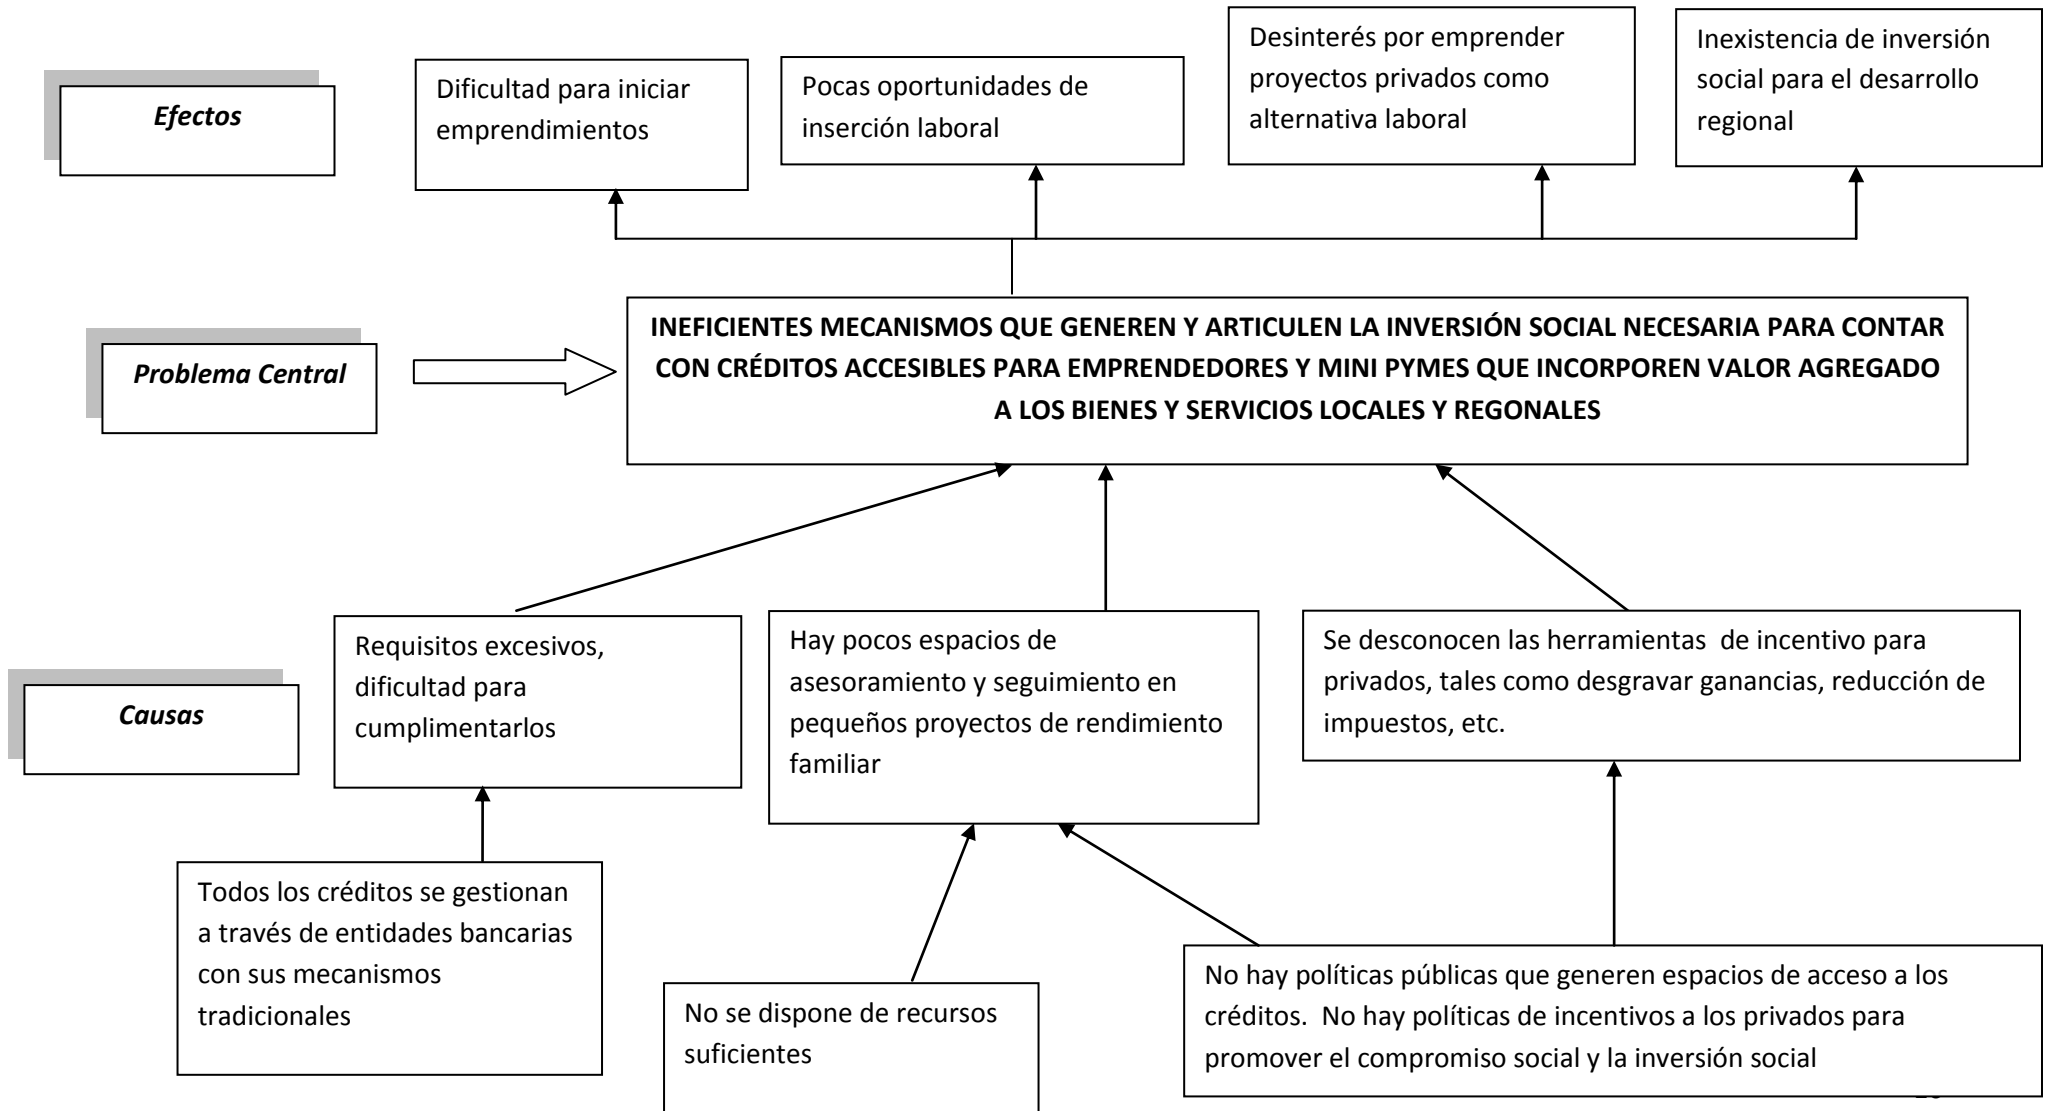 Efectos
Dificultad para iniciar
emprendimientos
Pocas oportunidades de
inserción laboral
Desinterés por emprender
proyectos privados como
alternativa laboral
Inexistencia de inversión
social para el desarrollo
regional
Problema Central
INEFICIENTES MECANISMOS QUE GENEREN Y ARTICULEN LA INVERSIÓN SOCIAL NECESARIA PARA CONTAR
CON CRÉDITOS ACCESIBLES PARA EMPRENDEDORES Y MINI PYMES QUE INCORPOREN VALOR AGREGADO
A LOS BIENES Y SERVICIOS LOCALES Y REGONALES
Causas
Requisitos excesivos,
dificultad para
cumplimentarlos
Hay pocos espacios de
asesoramiento y seguimiento en
pequeños proyectos de rendimiento
familiar
Se desconocen las herramientas  de incentivo para
privados, tales como desgravar ganancias, reducción de
impuestos, etc.
Todos los créditos se gestionan
a través de entidades bancarias
con sus mecanismos
tradicionales
No se dispone de recursos
suficientes
No hay políticas públicas que generen espacios de acceso a los
créditos.  No hay políticas de incentivos a los privados para
promover el compromiso social y la inversión social